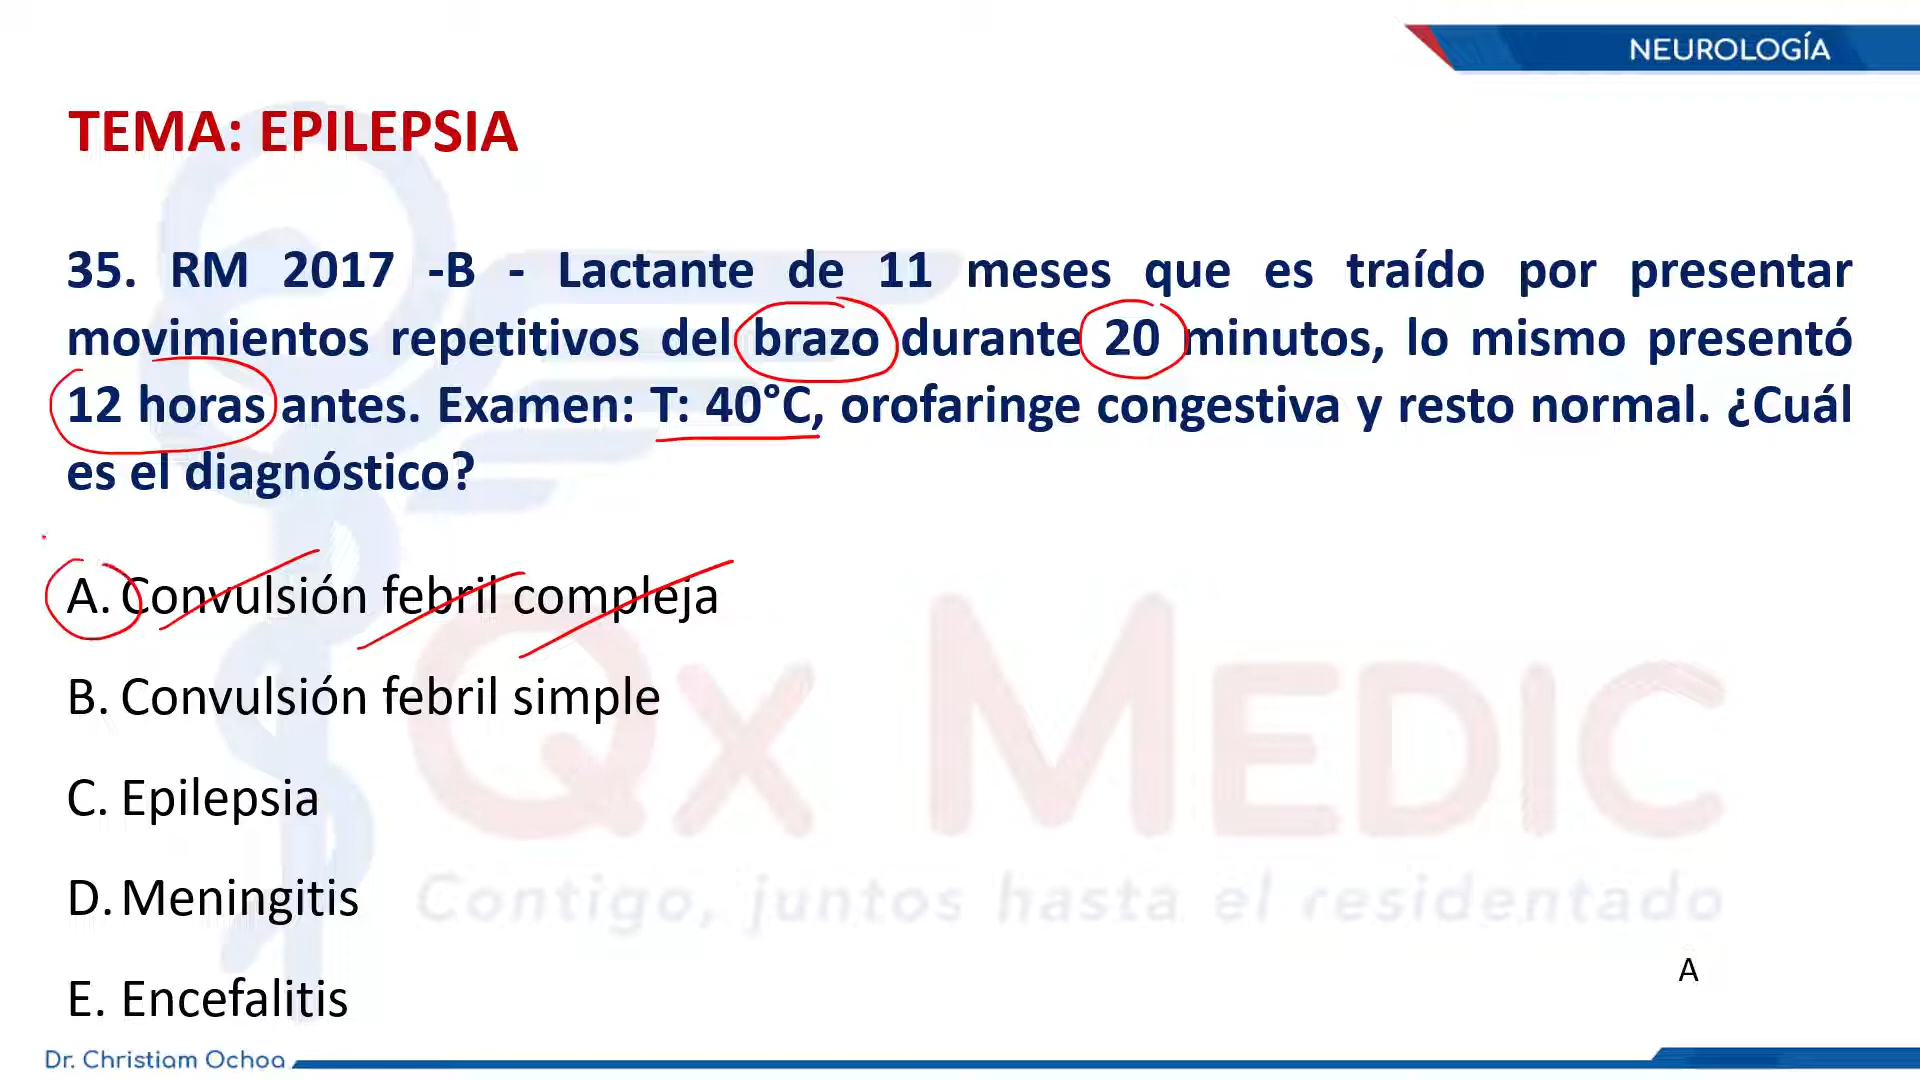 NEUROLOGÍA
TEMA: EPILEPSIA
35. RM 2017 -B - Lactante de 11 meses que es traído por presentar
movimientos repetitivos del brazo durante 20 minutos, lo mismo presentó
12 horas antes. Examen: T: 40°C, orofaringe congestiva y resto normal. ¿Cuál
es el diagnóstico?
A. Convulsión febril compleja
B. Convulsión febril simple
C. Epilepsia
D. Meningitis
E. Encefalitis
QX MEDIC
Contigo, juntos hasta el residentado
A
Dr. Christiam Ochoa